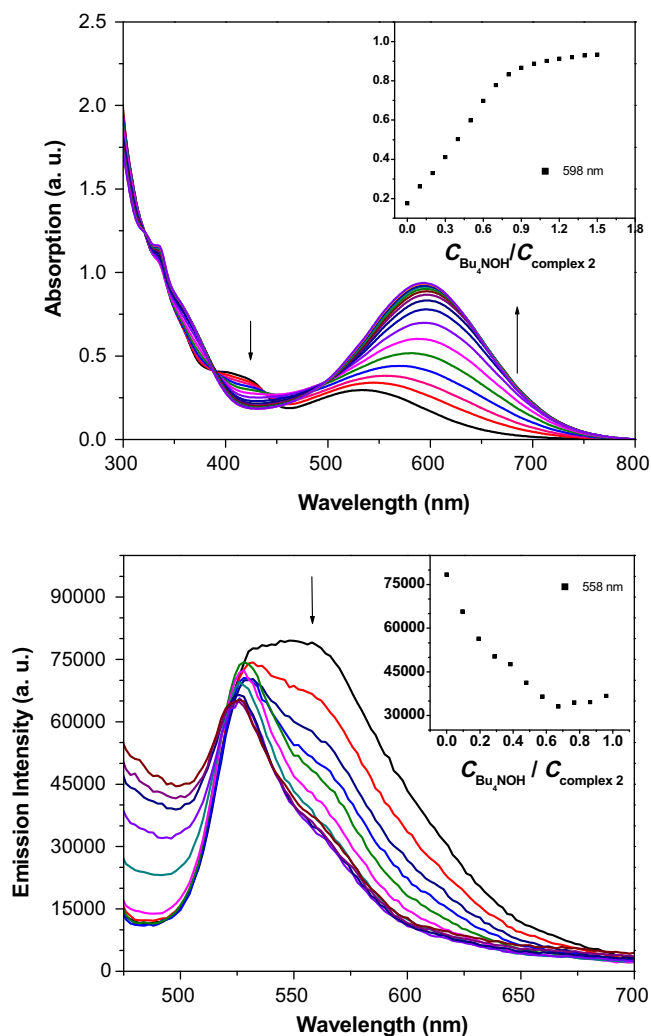 2.5
2.0
1.5
1.0
0.5
0.0
Absorption (a. u.)
300 400 500 600 700 800
Wavelength (nm)
1.0
0.8
0.6
0.4
0.2
598 nm
0.0 0.3 0.6 0.9 1.2 1.5 1.8
C_Bu4NOH/C_complex 2
90000
75000
60000
45000
30000
15000
0
Emission Intensity (a. u.)
500 550 600 650 700
Wavelength (nm)
75000
60000
45000
30000
558 nm
0.0 0.2 0.4 0.6 0.8 1.0
C_Bu4NOH / C_complex 2